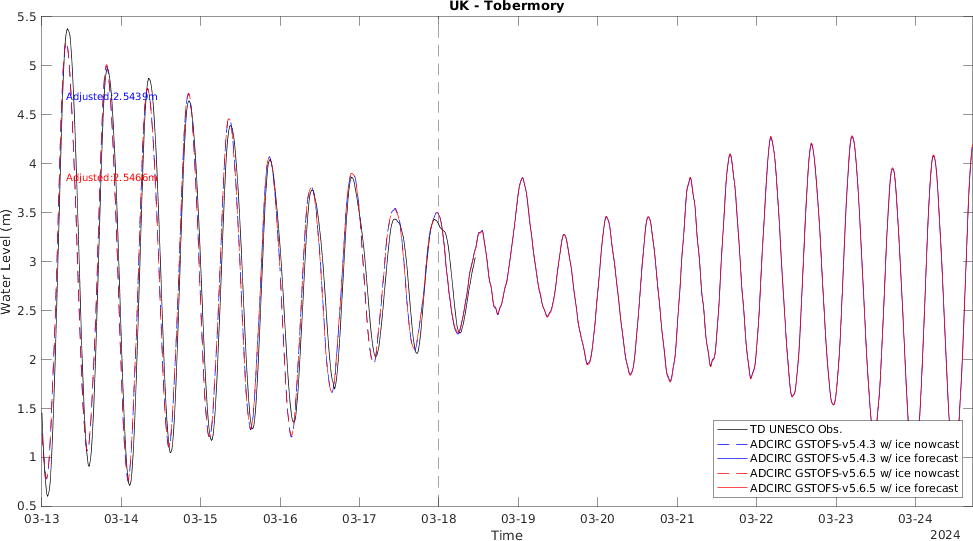 UK - Tobermory
5.5
5
4.5
4
3.5
3
2.5
2
1.5
1
0.5
Water Level (m)
Adjusted:2.5439m
Adjusted:2.5466m
TD UNESCO Obs.
ADCIRC GSTOFS-v5.4.3 w/ ice nowcast
ADCIRC GSTOFS-v5.4.3 w/ ice forecast
ADCIRC GSTOFS-v5.6.5 w/ ice nowcast
ADCIRC GSTOFS-v5.6.5 w/ ice forecast
03-13 03-14 03-15 03-16 03-17 03-18 03-19 03-20 03-21 03-22 03-23 03-24
Time
2024